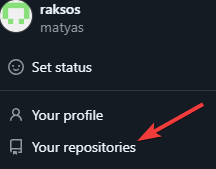 raksos
matyas
Set status
Your profile
Your repositories